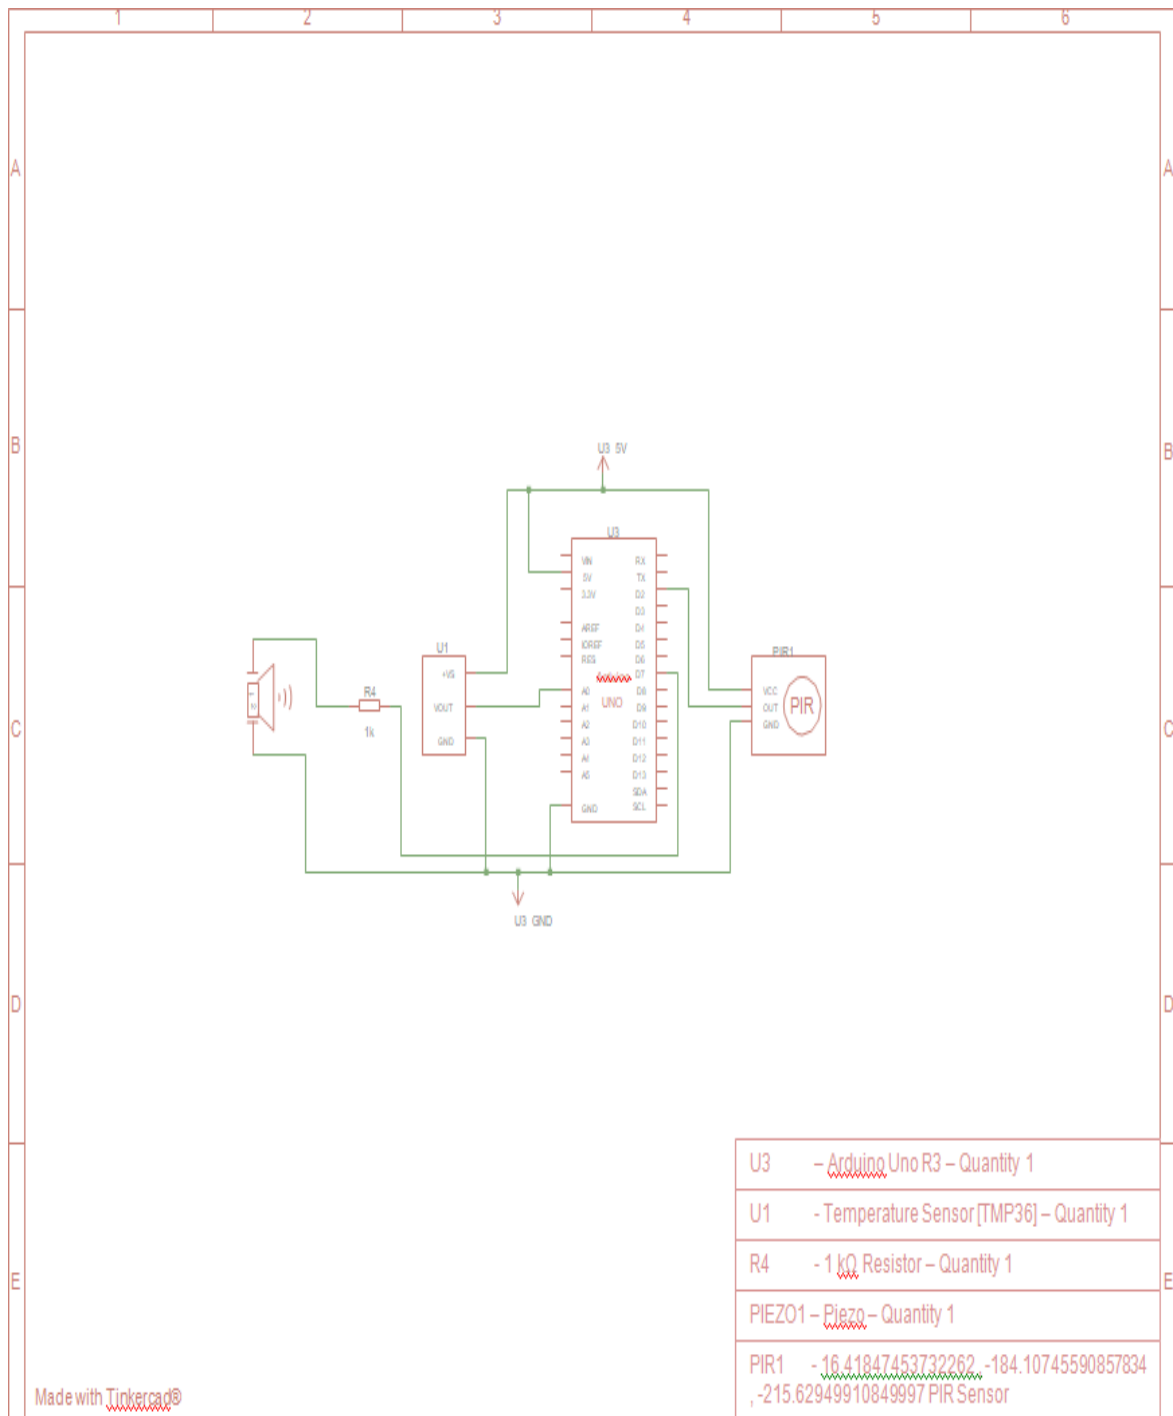 1 2 3 4 5 6
A A
B B
U3 5V
U3
VIN RX
5V TX
3.3V D2
D3
AREF D4
IOREF D5
RES D6
Arduino D7
A0 D8
UNO
A1 D9
A2 D10
A3 D11
A4 D12
A5 D13
SDA
GND SCL
U1
+VS
VOUT
GND
R4
1k
1
2
PIR1
VCC
OUT
GND
PIR
C C
U3 GND
D D
E E
U3 – Arduino Uno R3 – Quantity 1
U1 - Temperature Sensor [TMP36] – Quantity 1
R4 - 1 kΩ Resistor – Quantity 1
PIEZO1 – Piezo – Quantity 1
PIR1 - 16.41847453732262 , -184.10745590857834
, -215.62949910849997 PIR Sensor
Made with Tinkercad®